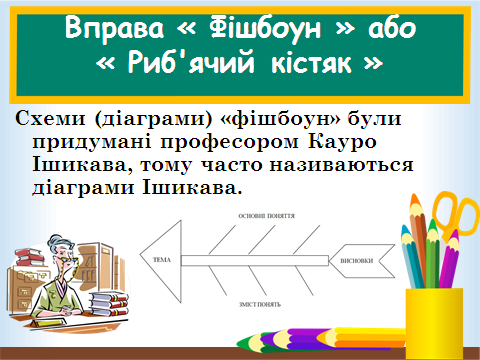 Вправа « Фішбоун » або
« Риб'ячий кістяк »
Схеми (діаграми) «фішбоун» були
придумані професором Кауро
Ішикава, тому часто називаються
діаграми Ішикава.
ОСНОВНІ ПОНЯТТЯ
ТЕМА
ВИСНОВКИ
ЗМІСТ ПОНЯТЬ